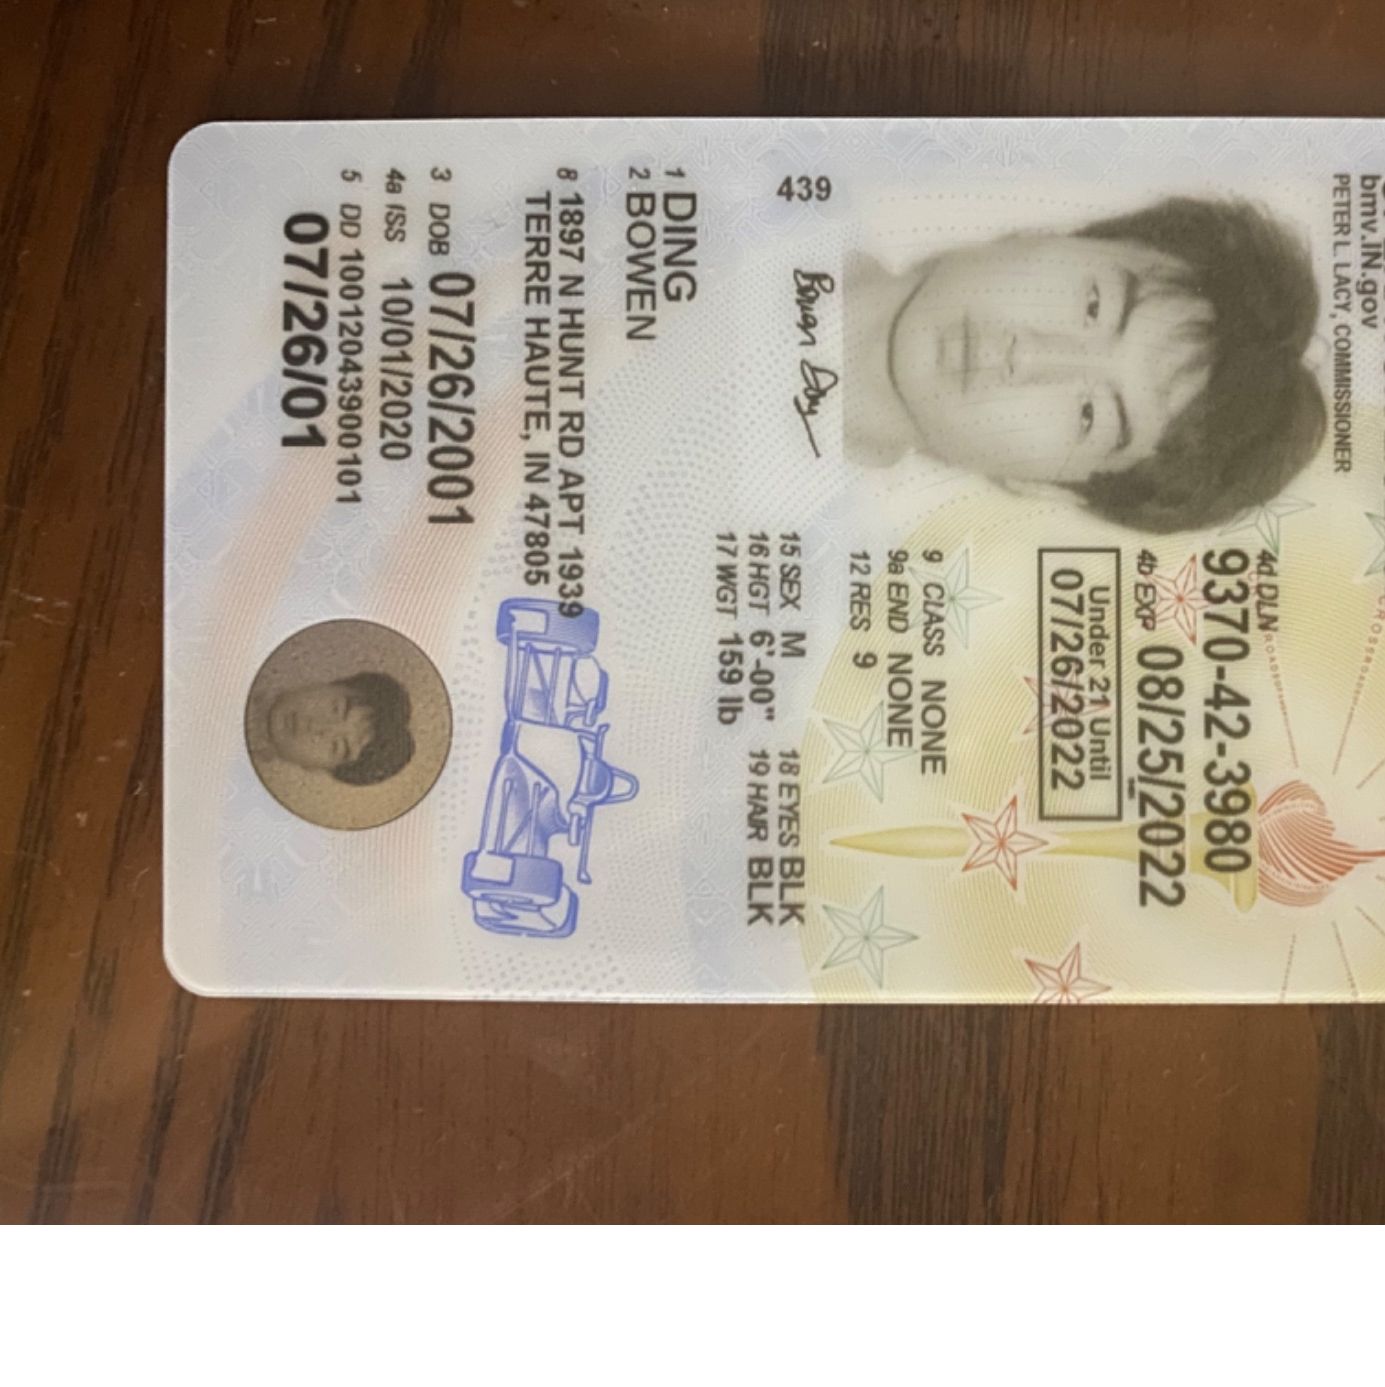 bmv.IN.gov
PETER L. LACY, COMMISSIONER
4d DLN
9370-42-3980
4b EXP 08/25/2022
Under 21 Until
07/26/2022
9 CLASS NONE
9a END NONE
12 RES 9
439
15 SEX M 18 EYES BLK
16 HGT 6'-00" 19 HAIR BLK
17 WGT 159 lb
1 DING
2 BOWEN
8 1897 N HUNT RD APT 1939
TERRE HAUTE, IN 47805
3 DOB 07/26/2001
4a ISS 10/01/2020
5 DD 10012043900101
07/26/01